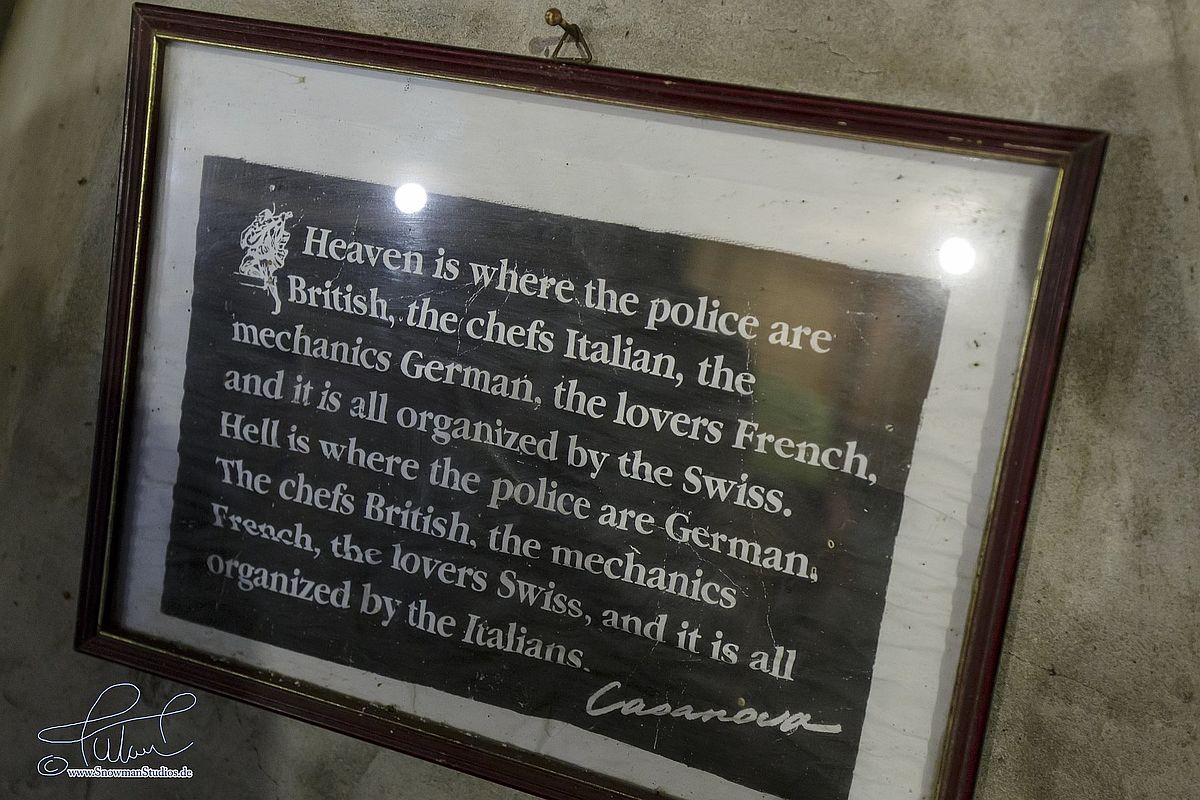 Heaven is where the police are
British, the chefs Italian, the
mechanics German, the lovers French,
and it is all organized by the Swiss.
Hell is where the police are German,
The chefs British, the mechanics
French, the lovers Swiss, and it is all
organized by the Italians.
Casanova
© www.SnowmanStudios.de